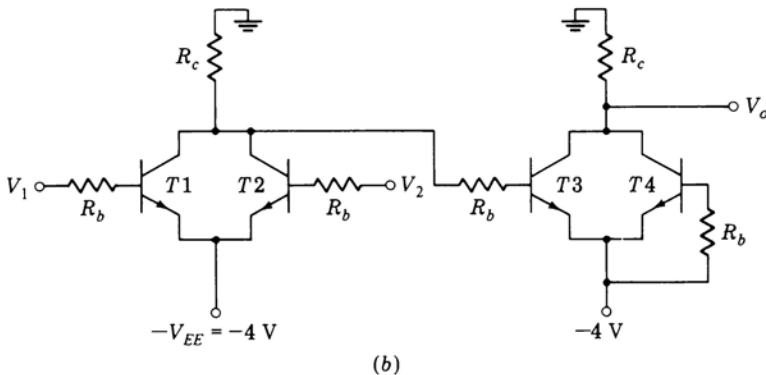 R_c
R_c
V_o
V_1
R_b
T1
T2
R_b
V_2
R_b
T3
T4
R_b
−V_EE = −4 V
−4 V
(b)